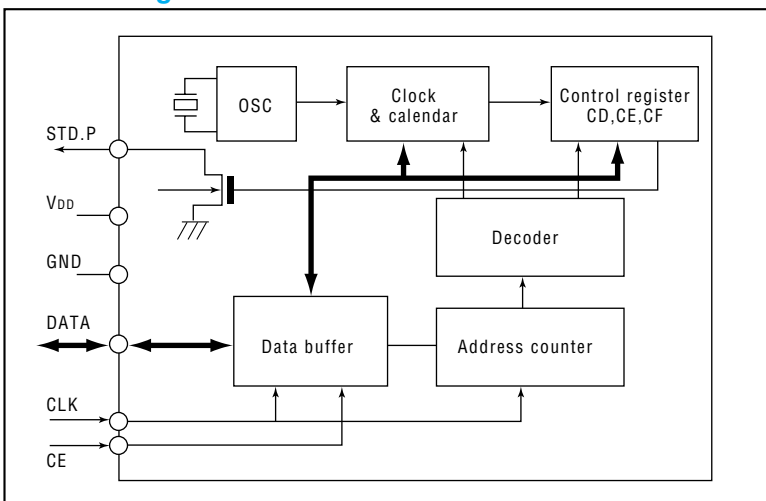 OSC
Clock
& calendar
Control register
CD,CE,CF
STD.P
VDD
Decoder
GND
DATA
Data buffer
Address counter
CLK
CE